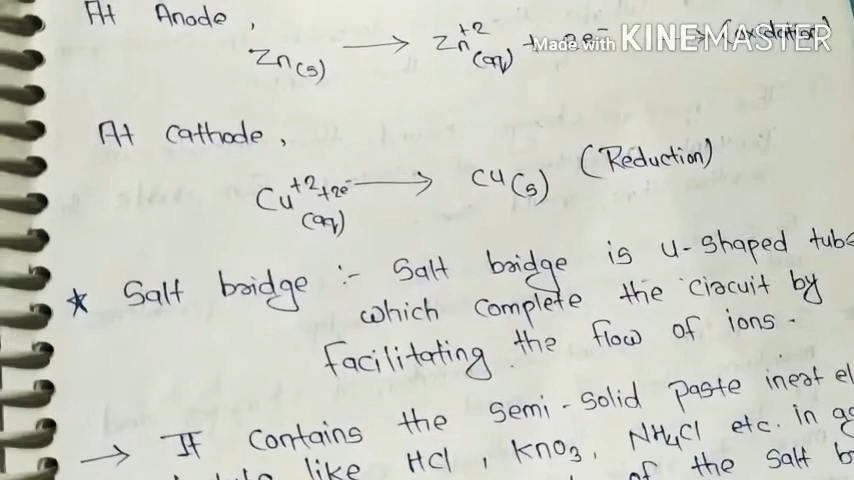 At Anode,
Zn(s) → Zn+2(aq) + 2e- → (oxidation)
Made with KINEMASTER
At cathode,
Cu+2(aq) +2e- → Cu(s) (Reduction)
* Salt bridge :- Salt bridge is U-shaped tube
which complete the circuit by
facilitating the flow of ions.
→ It contains the semi-solid paste inert el
like HCl, KNO3, NH4Cl etc. in ag
of the salt b